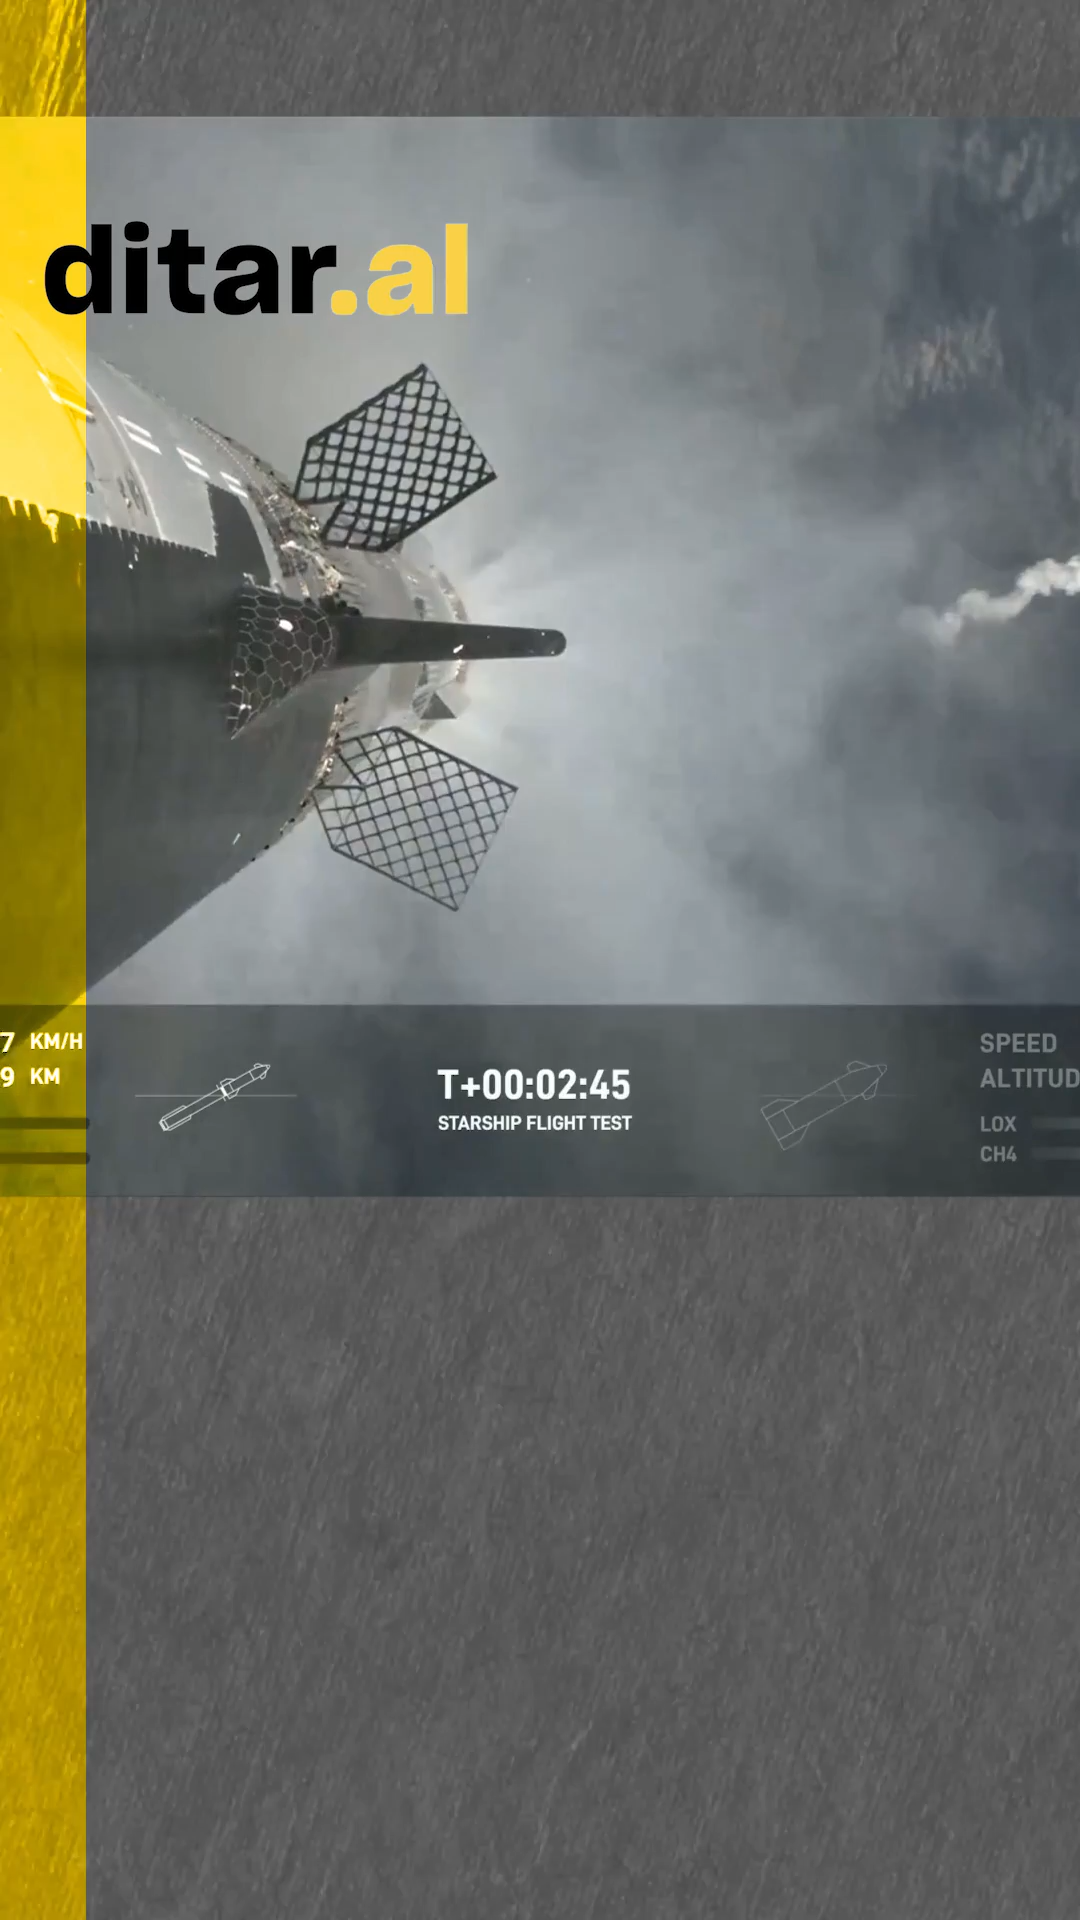 ditar.al
7 KM/H
9 KM
T+00:02:45
STARSHIP FLIGHT TEST
SPEED
ALTITUD
LOX
CH4